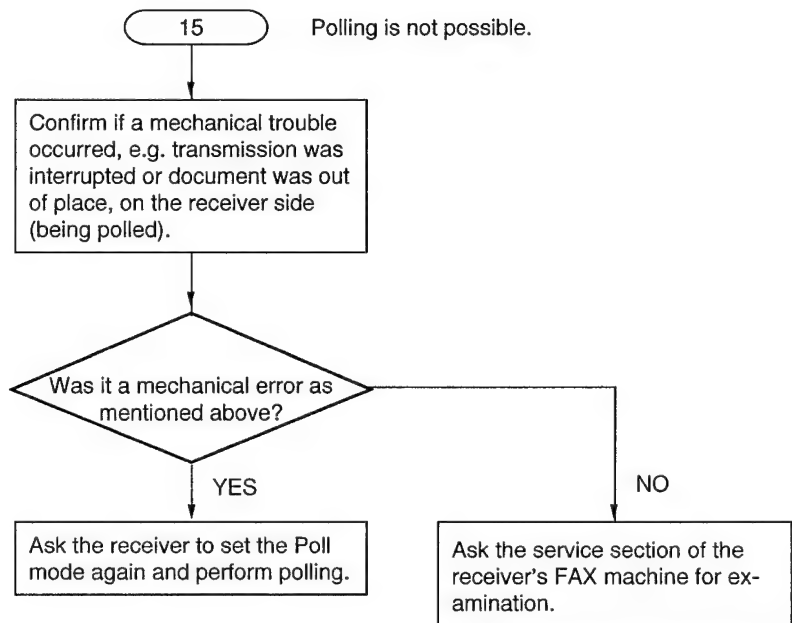 15
Polling is not possible.
Confirm if a mechanical trouble
occurred, e.g. transmission was
interrupted or document was out
of place, on the receiver side
(being polled).
Was it a mechanical error as
mentioned above?
YES
NO
Ask the receiver to set the Poll
mode again and perform polling.
Ask the service section of the
receiver's FAX machine for ex-
amination.